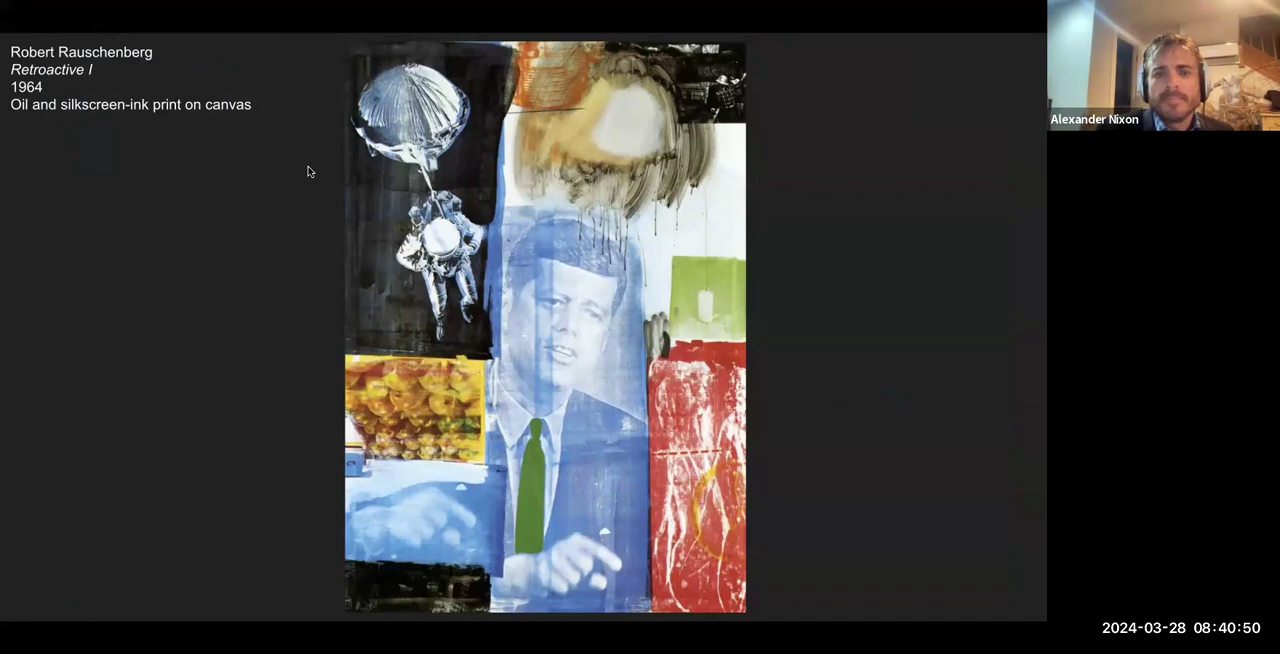 Robert Rauschenberg
Retroactive I
1964
Oil and silkscreen-ink print on canvas
Alexander Nixon
2024-03-28 08:40:50